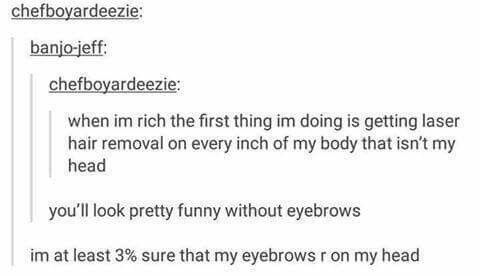 chefboyardeezie:
banjo-jeff:
chefboyardeezie:
when im rich the first thing im doing is getting laser
hair removal on every inch of my body that isn't my
head
you'll look pretty funny without eyebrows
im at least 3% sure that my eyebrows r on my head